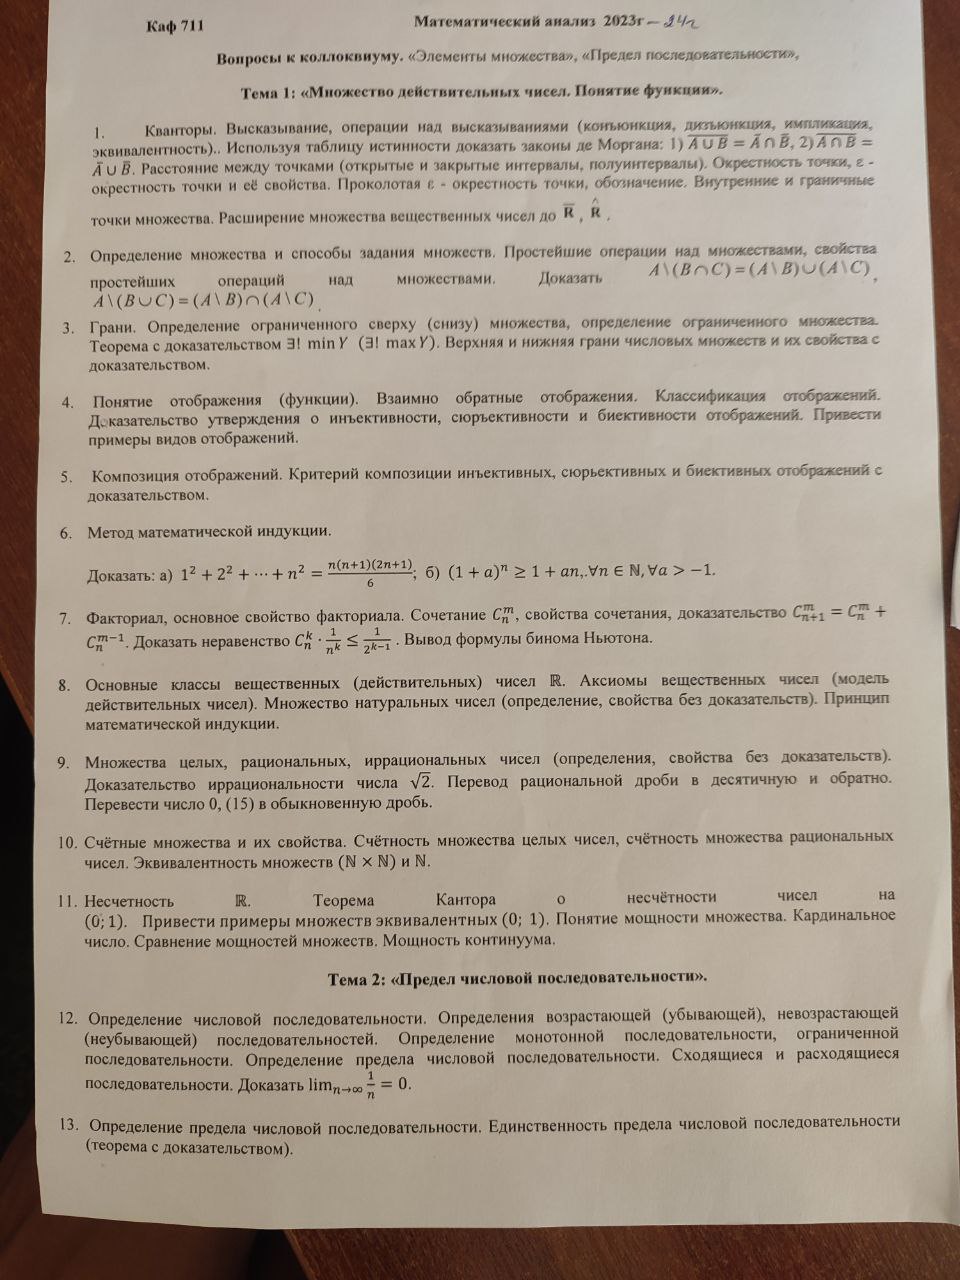 Каф 711
Математический анализ 2023г – 24г
Вопросы к коллоквиуму. «Элементы множества», «Предел последовательности»,
Тема 1: «Множество действительных чисел. Понятие функции».
1. Кванторы. Высказывание, операции над высказываниями (конъюнкция, дизъюнкция, импликация,
эквивалентность).. Используя таблицу истинности доказать законы де Моргана: 1) $\overline{A \cup B} = \bar{A} \cap \bar{B}$, 2) $\overline{A \cap B} =$
$\bar{A} \cup \bar{B}$. Расстояние между точками (открытые и закрытые интервалы, полуинтервалы). Окрестность точки, ε -
окрестность точки и её свойства. Проколотая ε - окрестность точки, обозначение. Внутренние и граничные
точки множества. Расширение множества вещественных чисел до $\overline{R}$ , $\hat{R}$ .
2. Определение множества и способы задания множеств. Простейшие операции над множествами, свойства
простейших операций над множествами. Доказать $A \setminus (B \cap C) = (A \setminus B) \cup (A \setminus C)$ ,
$A \setminus (B \cup C) = (A \setminus B) \cap (A \setminus C)$ .
3. Грани. Определение ограниченного сверху (снизу) множества, определение ограниченного множества.
Теорема с доказательством ∃! min Y (∃! max Y). Верхняя и нижняя грани числовых множеств и их свойства с
доказательством.
4. Понятие отображения (функции). Взаимно обратные отображения. Классификация отображений.
Доказательство утверждения о инъективности, сюръективности и биективности отображений. Привести
примеры видов отображений.
5. Композиция отображений. Критерий композиции инъективных, сюрьективных и биективных отображений с
доказательством.
6. Метод математической индукции.
Доказать: а) $1^2 + 2^2 + \cdots + n^2 = \frac{n(n+1)(2n+1)}{6}$; б) $(1 + a)^n \geq 1 + an$,.∀n ∈ ℕ, ∀a > −1.
7. Факториал, основное свойство факториала. Сочетание $C_n^m$, свойства сочетания, доказательство $C_{n+1}^m = C_n^m +$
$C_n^{m-1}$. Доказать неравенство $C_n^k \cdot \frac{1}{n^k} \leq \frac{1}{2^{k-1}}$ . Вывод формулы бинома Ньютона.
8. Основные классы вещественных (действительных) чисел ℝ. Аксиомы вещественных чисел (модель
действительных чисел). Множество натуральных чисел (определение, свойства без доказательств). Принцип
математической индукции.
9. Множества целых, рациональных, иррациональных чисел (определения, свойства без доказательств).
Доказательство иррациональности числа $\sqrt{2}$. Перевод рациональной дроби в десятичную и обратно.
Перевести число 0, (15) в обыкновенную дробь.
10. Счётные множества и их свойства. Счётность множества целых чисел, счётность множества рациональных
чисел. Эквивалентность множеств (ℕ × ℕ) и ℕ.
11. Несчетность ℝ. Теорема Кантора о несчётности чисел на
(0; 1). Привести примеры множеств эквивалентных (0; 1). Понятие мощности множества. Кардинальное
число. Сравнение мощностей множеств. Мощность континуума.
Тема 2: «Предел числовой последовательности».
12. Определение числовой последовательности. Определения возрастающей (убывающей), невозрастающей
(неубывающей) последовательностей. Определение монотонной последовательности, ограниченной
последовательности. Определение предела числовой последовательности. Сходящиеся и расходящиеся
последовательности. Доказать $\lim_{n \to \infty} \frac{1}{n} = 0$.
13. Определение предела числовой последовательности. Единственность предела числовой последовательности
(теорема с доказательством).